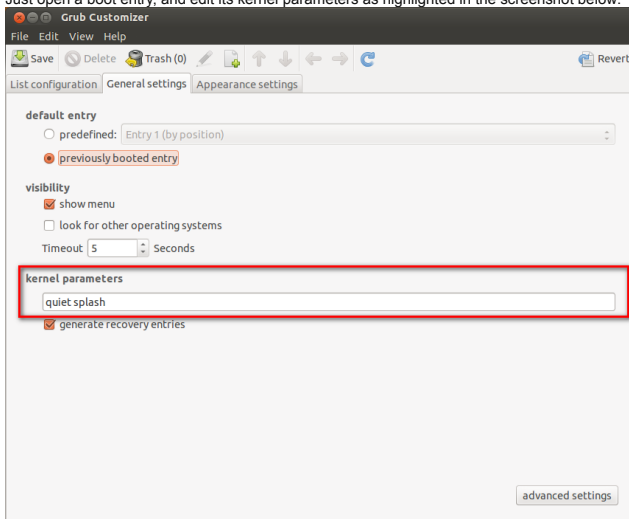 Just open a boot entry, and edit its kernel parameters as highlighted in the screenshot below.
Grub Customizer
File Edit View Help
Save Delete Trash (0) Revert
List configuration General settings Appearance settings
default entry
predefined: Entry 1 (by position)
previously booted entry
visibility
show menu
look for other operating systems
Timeout 5 Seconds
kernel parameters
quiet splash
generate recovery entries
advanced settings